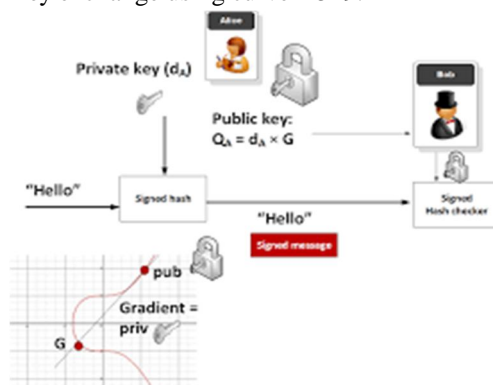 Alice
Private key (dA)
Bob
Public key:
QA = dA × G
"Hello"
Signed hash
Signed
Hash checker
"Hello"
Signed message
pub
Gradient =
priv
G